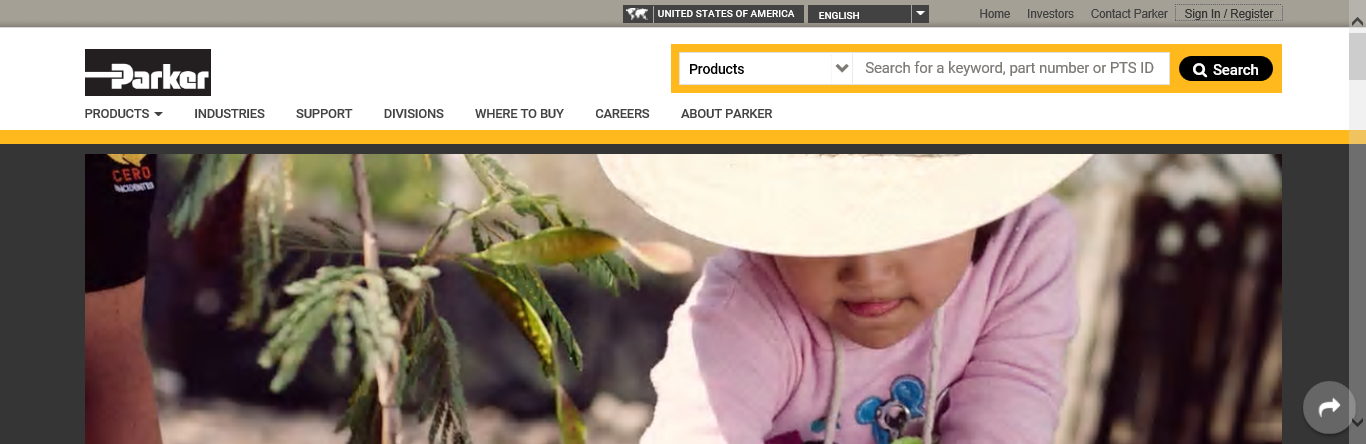 UNITED STATES OF AMERICA ENGLISH Home Investors Contact Parker Sign In / Register
Parker
Products Search for a keyword, part number or PTS ID Search
PRODUCTS INDUSTRIES SUPPORT DIVISIONS WHERE TO BUY CAREERS ABOUT PARKER
CERO